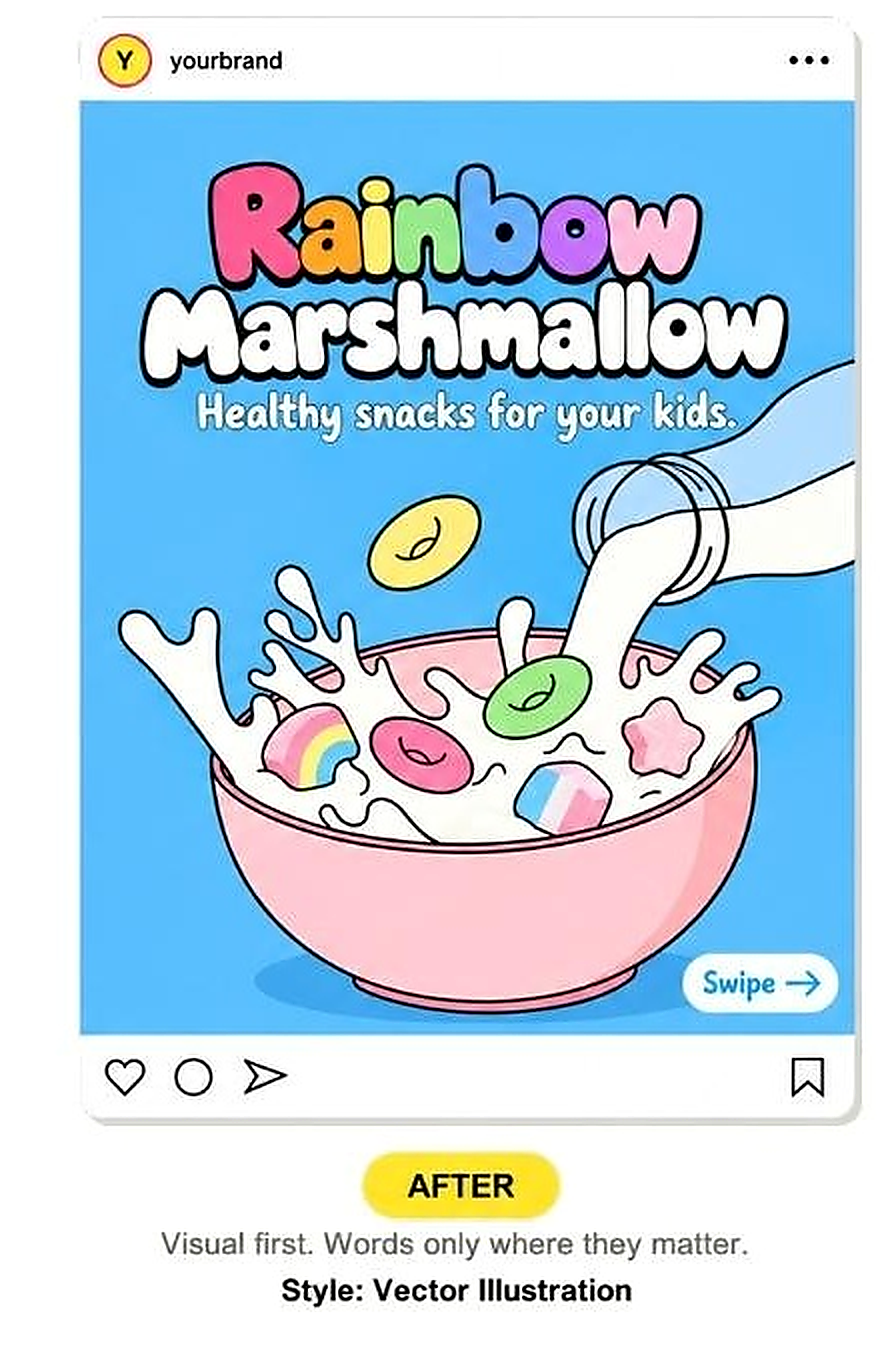 Y yourbrand
Rainbow
Marshmallow
Healthy snacks for your kids.
Swipe →
AFTER
Visual first. Words only where they matter.
Style: Vector Illustration